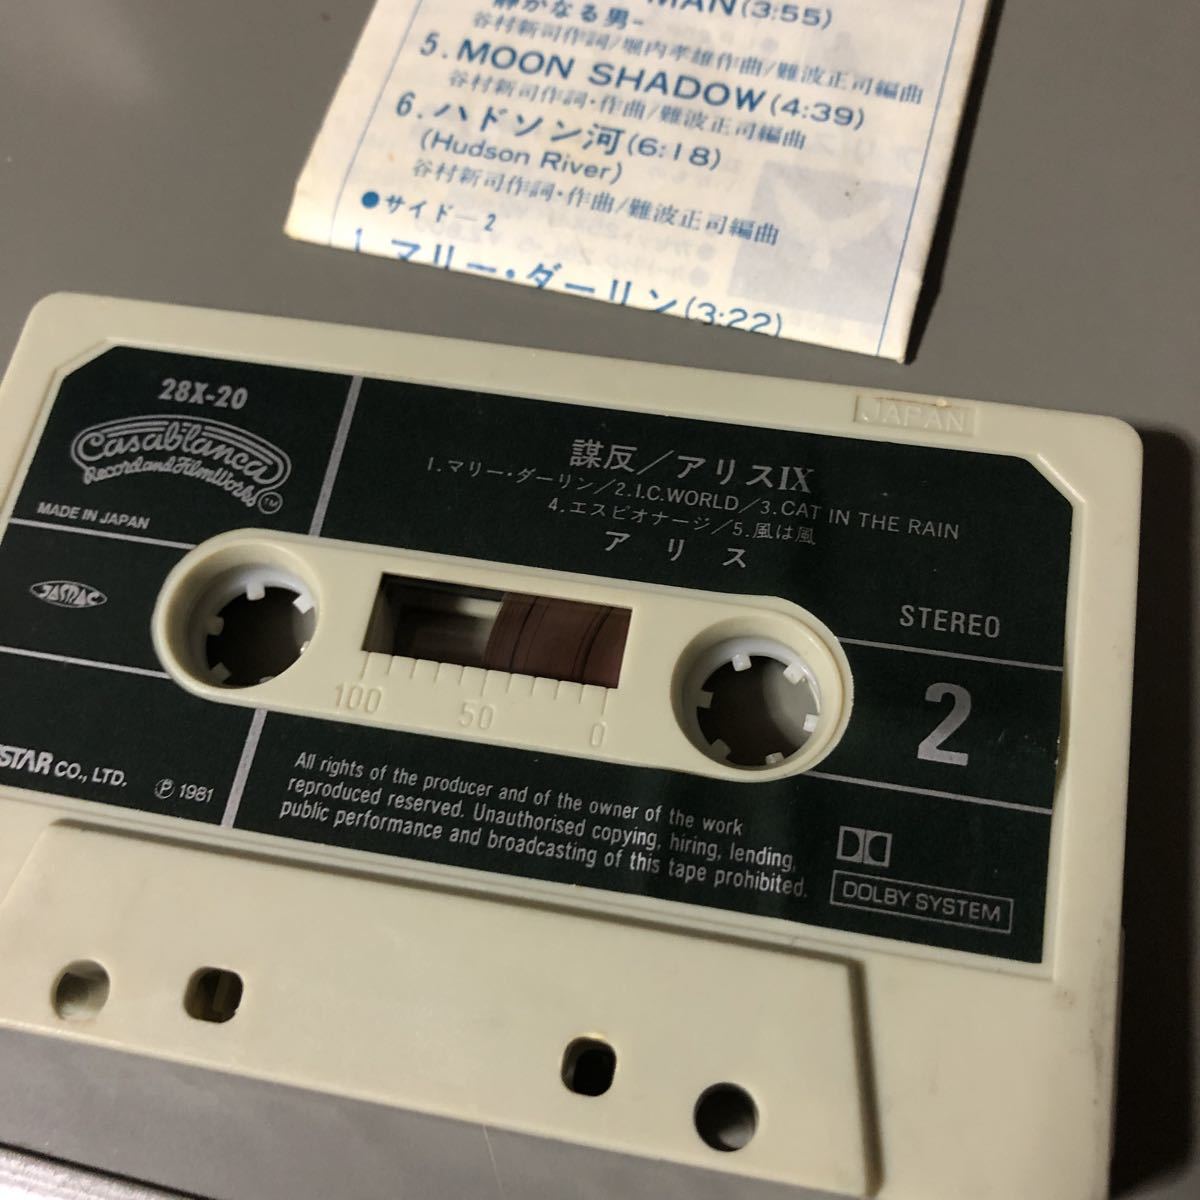 MAN(3:55)
静かなる男-
谷村新司作詞/堀内孝雄作曲/難波正司編曲
5. MOON SHADOW(4:39)
谷村新司作詞・作曲/難波正司編曲
6. ハドソン河(6:18)
(Hudson River)
谷村新司作詞・作曲/難波正司編曲
●サイド－2
1. マリー・ダーリン(3:22)
JAPAN
28X-20
Casablanca
Record and FilmWorks
TM
MADE IN JAPAN
JASRAC
謀反/アリスIX
1.マリー・ダーリン/2.I.C.WORLD/3.CAT IN THE RAIN
4.エスピオナージ/5.風は風
アリス
STEREO
2
100 50 0
STAR CO., LTD.
Ⓟ 1981
All rights of the producer and of the owner of the work
reproduced reserved. Unauthorised copying, hiring, lending,
public performance and broadcasting of this tape prohibited.
DOLBY SYSTEM